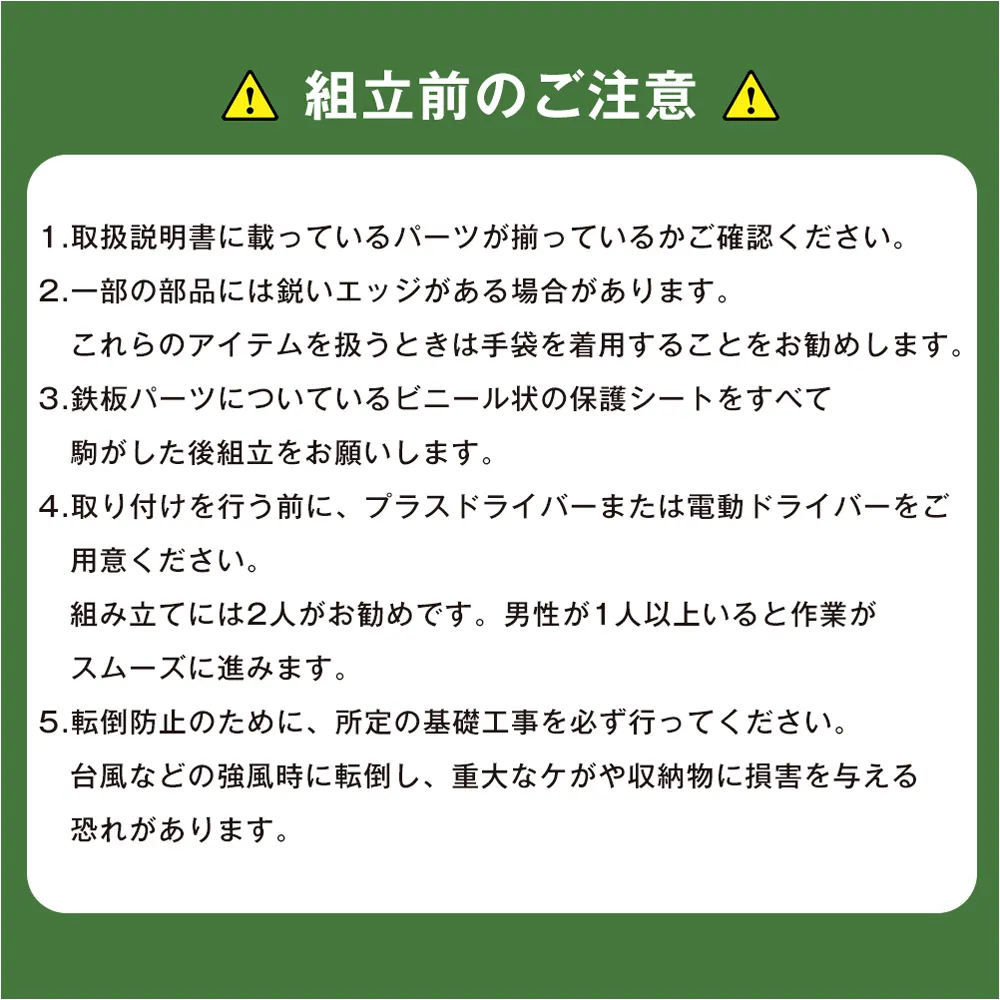 組立前のご注意
1.取扱説明書に載っているパーツが揃っているかご確認ください。
2.一部の部品には鋭いエッジがある場合があります。
これらのアイテムを扱うときは手袋を着用することをお勧めします。
3.鉄板パーツについているビニール状の保護シートをすべて
駒がした後組立をお願いします。
4.取り付けを行う前に、プラスドライバーまたは電動ドライバーをご
用意ください。
組み立てには2人がお勧めです。男性が1人以上いると作業が
スムーズに進みます。
5.転倒防止のために、所定の基礎工事を必ず行ってください。
台風などの強風時に転倒し、重大なケがや収納物に損害を与える
恐れがあります。